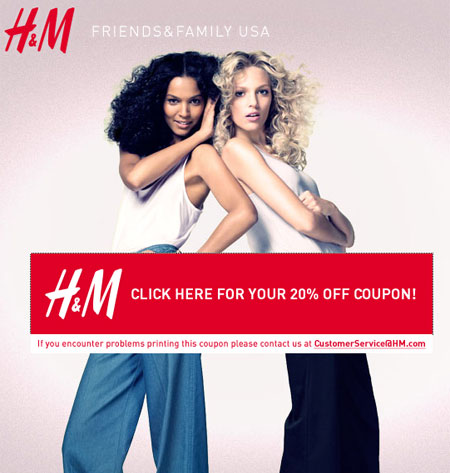 H&M FRIENDS&FAMILY USA
H&M CLICK HERE FOR YOUR 20% OFF COUPON!
If you encounter problems printing this coupon please contact us at CustomerService@HM.com